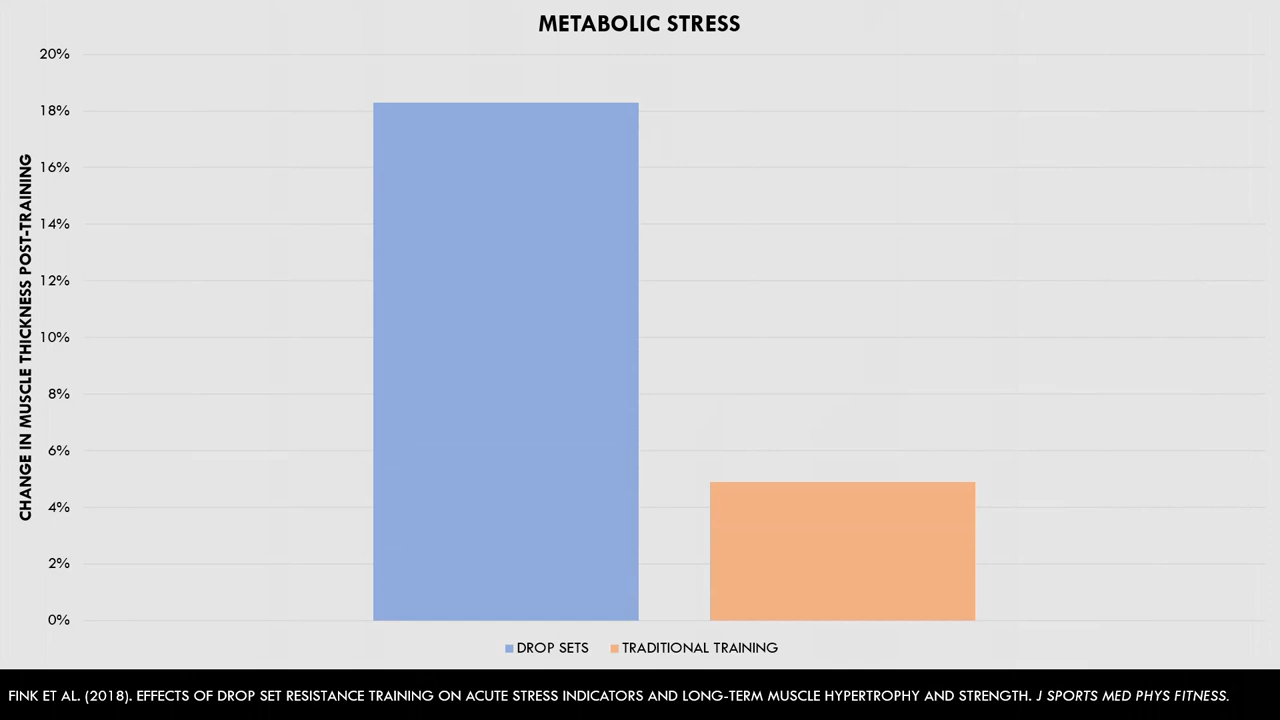 METABOLIC STRESS
CHANGE IN MUSCLE THICKNESS POST-TRAINING
20%
18%
16%
14%
12%
10%
8%
6%
4%
2%
0%
DROP SETS TRADITIONAL TRAINING
FINK ET AL. (2018). EFFECTS OF DROP SET RESISTANCE TRAINING ON ACUTE STRESS INDICATORS AND LONG-TERM MUSCLE HYPERTROPHY AND STRENGTH. J SPORTS MED PHYS FITNESS.